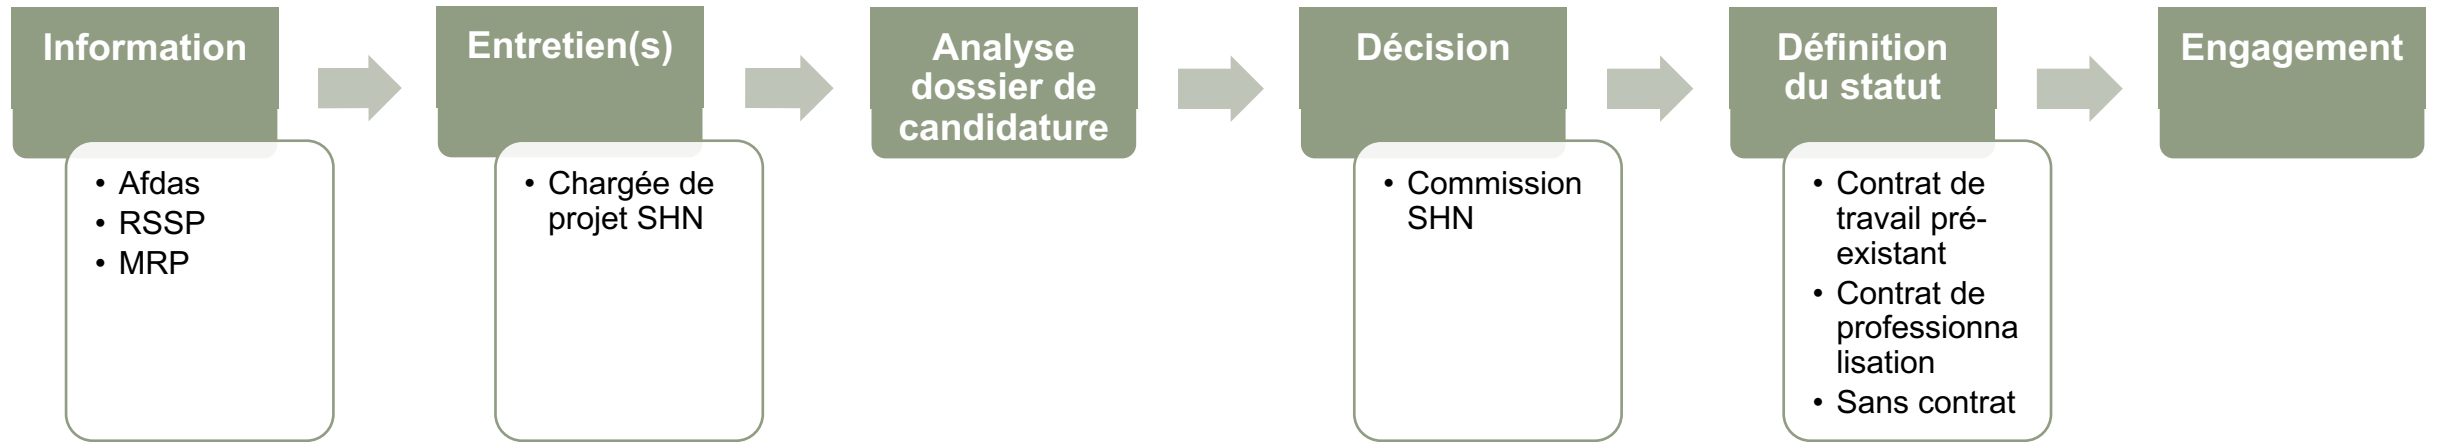 Information
• Afdas
• RSSP
• MRP
Entretien(s)
• Chargée de
projet SHN
Analyse
dossier de
candidature
Décision
• Commission
SHN
Définition
du statut
• Contrat de
travail pré-
existant
• Contrat de
professionna
lisation
• Sans contrat
Engagement